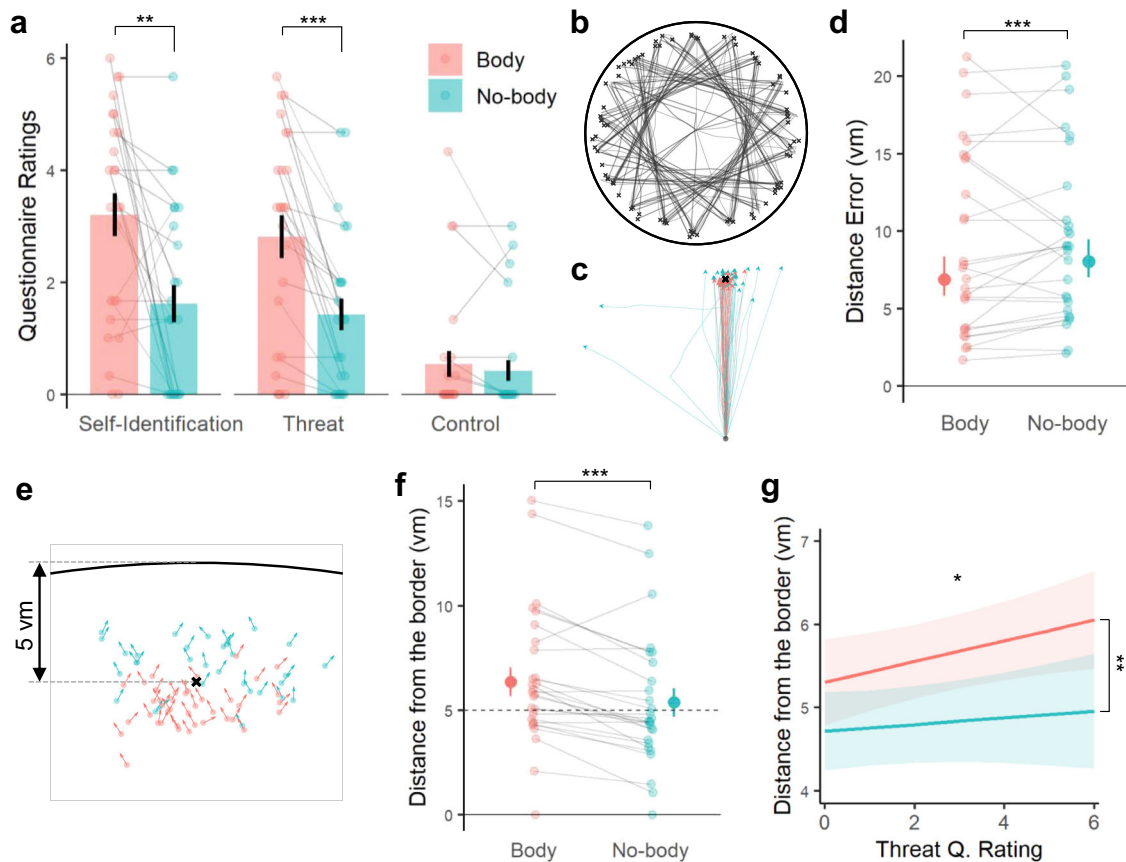 a
**
***
6
4
2
0
Questionnaire Ratings
Body
No-body
Self-Identification
Threat
Control
b
c
d
***
20
15
10
5
0
Distance Error (vm)
Body
No-body
e
5 vm
f
***
15
10
5
0
Distance from the border (vm)
Body
No-body
g
7
6
5
4
Distance from the border (vm)
*
**
0
2
4
6
Threat Q. Rating